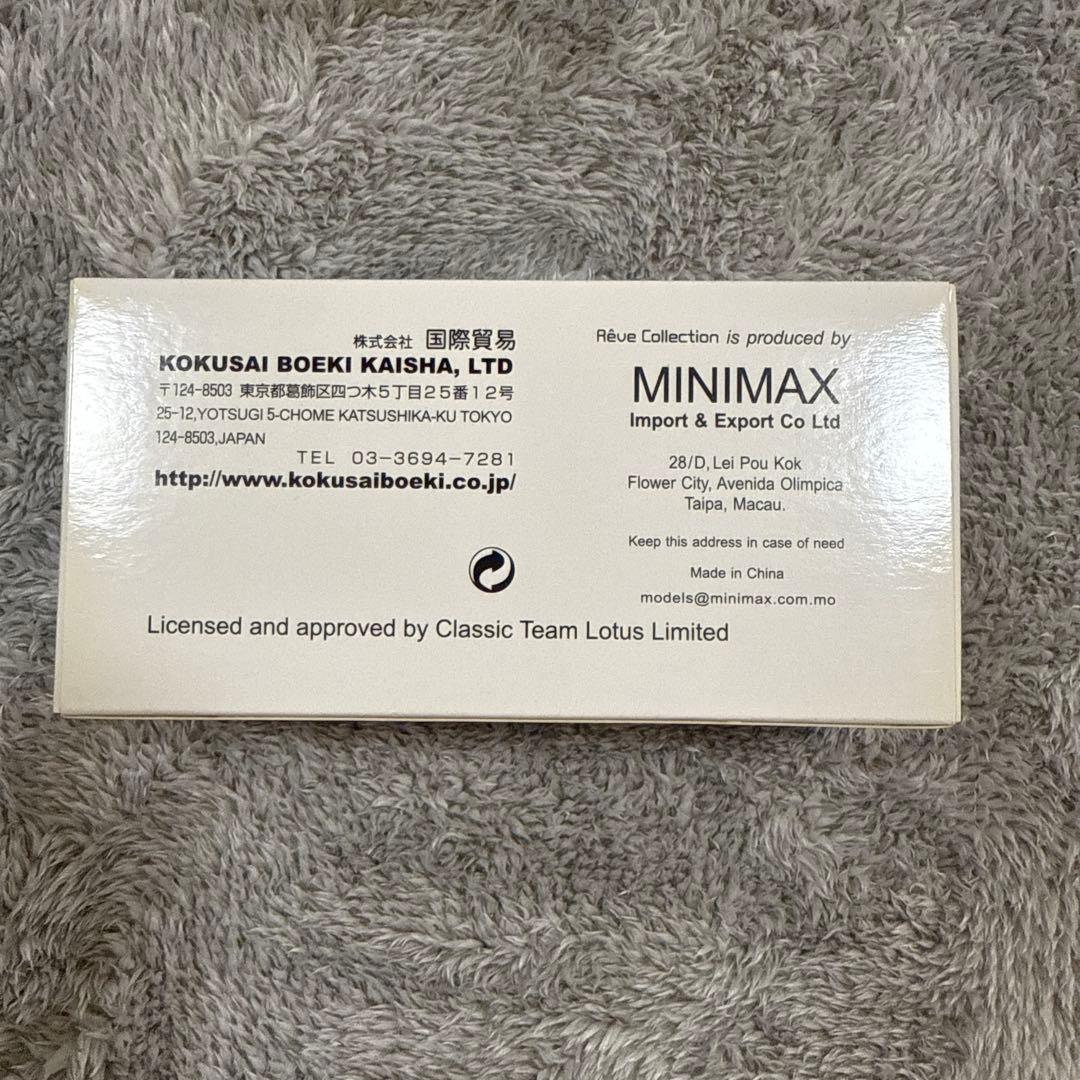 株式会社 国際貿易
KOKUSAI BOEKI KAISHA, LTD
〒124-8503 東京都葛飾区四つ木5丁目25番12号
25-12,YOTSUGI 5-CHOME KATSUSHIKA-KU TOKYO
124-8503,JAPAN
TEL 03-3694-7281
http://www.kokusaiboeki.co.jp/
Rêve Collection is produced by
MINIMAX
Import & Export Co Ltd
28/D, Lei Pou Kok
Flower City, Avenida Olimpica
Taipa, Macau.
Keep this address in case of need
Made in China
models@minimax.com.mo
Licensed and approved by Classic Team Lotus Limited